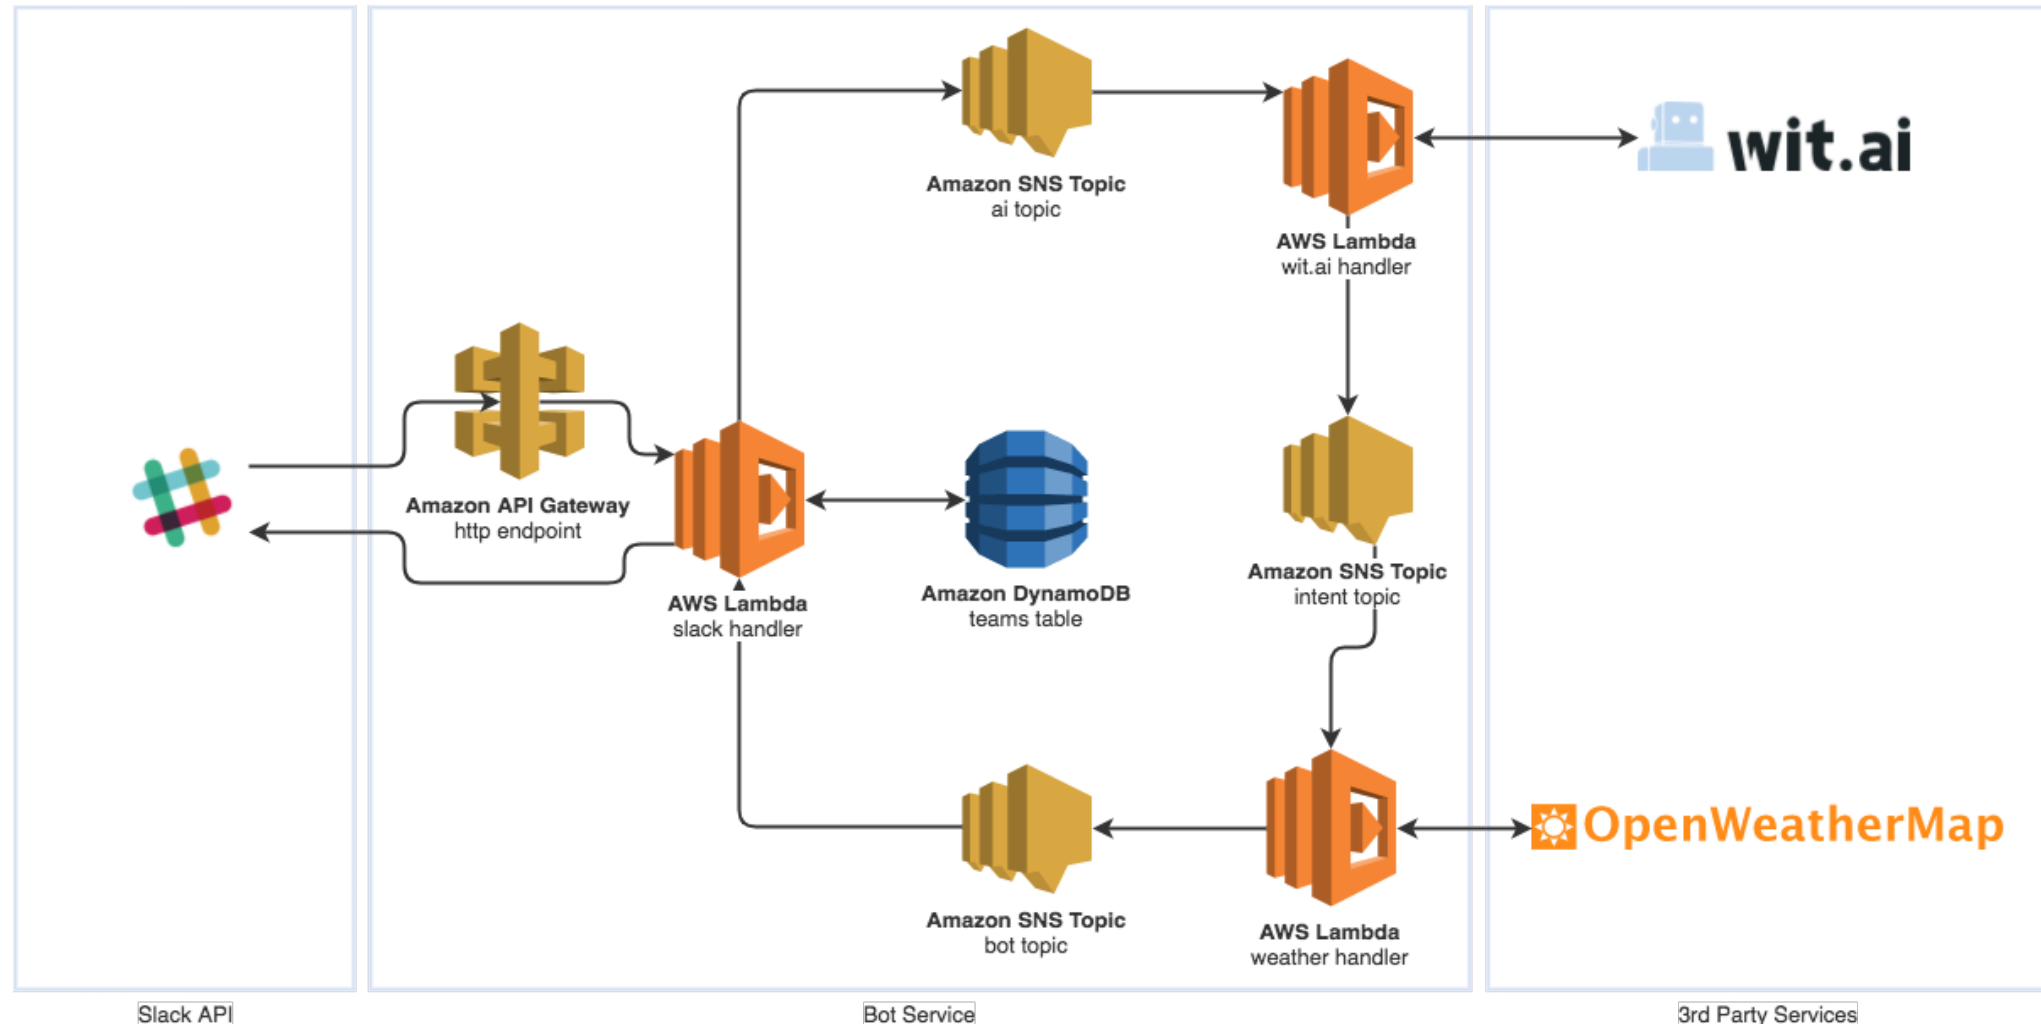 Amazon SNS Topic
ai topic
AWS Lambda
wit.ai handler
wit.ai
Amazon API Gateway
http endpoint
AWS Lambda
slack handler
Amazon DynamoDB
teams table
Amazon SNS Topic
intent topic
Amazon SNS Topic
bot topic
AWS Lambda
weather handler
OpenWeatherMap
Slack API
Bot Service
3rd Party Services